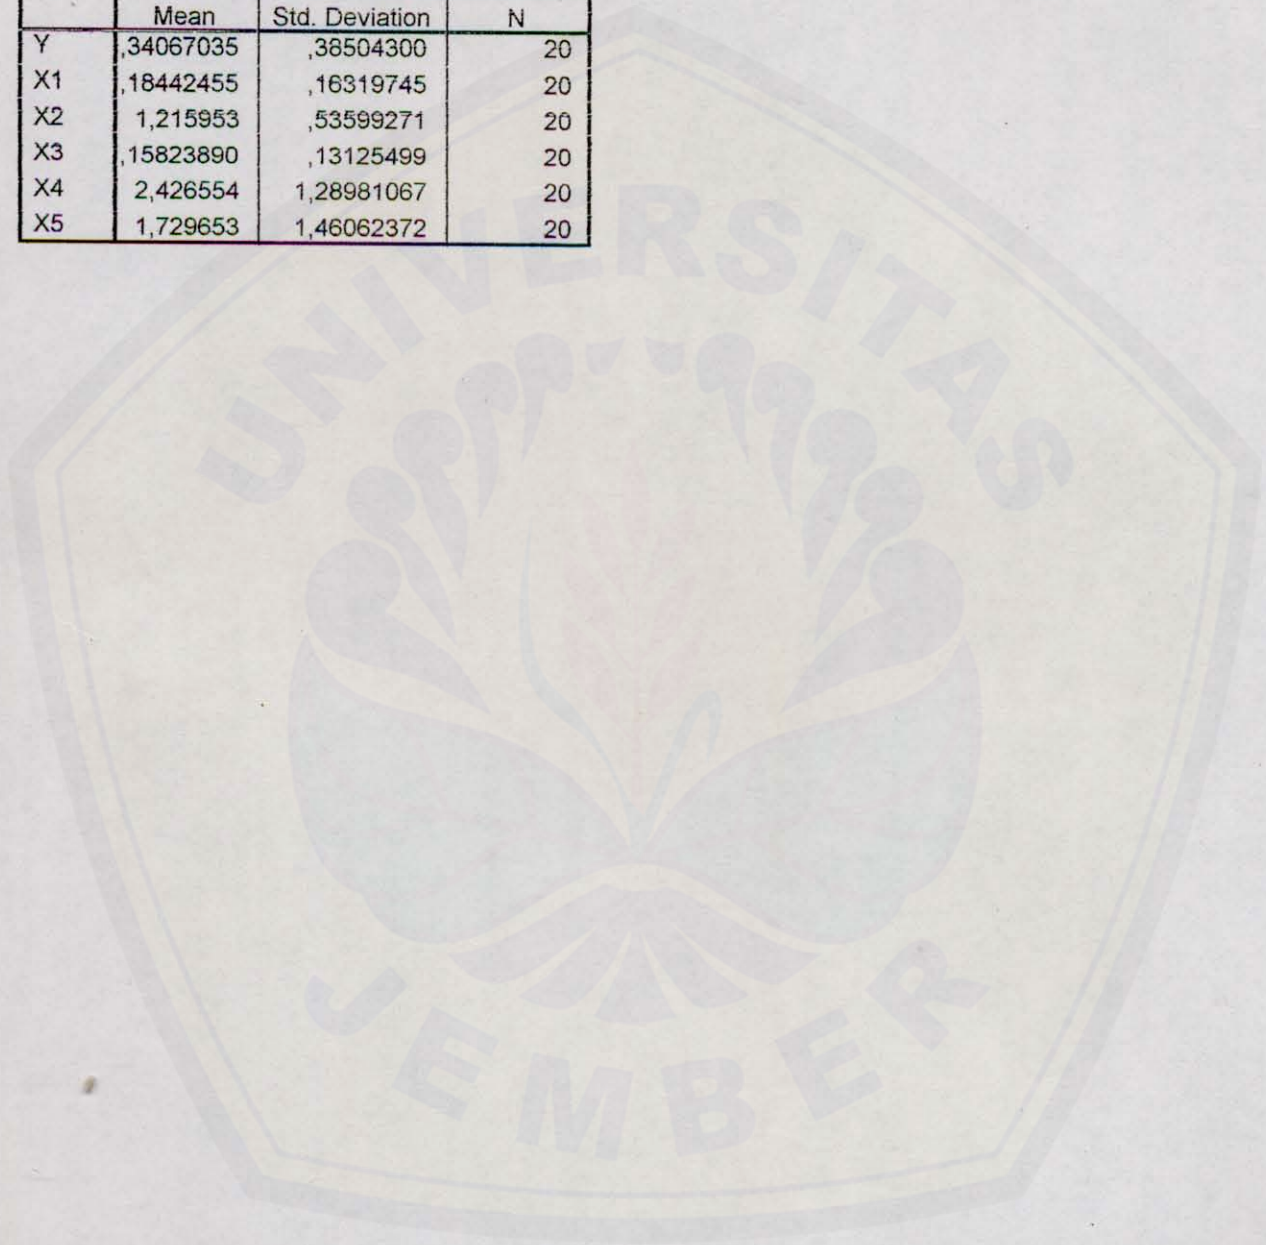 Mean Std. Deviation N
Y ,34067035 ,38504300 20
X1 ,18442455 ,16319745 20
X2 1,215953 ,53599271 20
X3 ,15823890 ,13125499 20
X4 2,426554 1,28981067 20
X5 1,729653 1,46062372 20
UNIVERSITAS
JEMBER